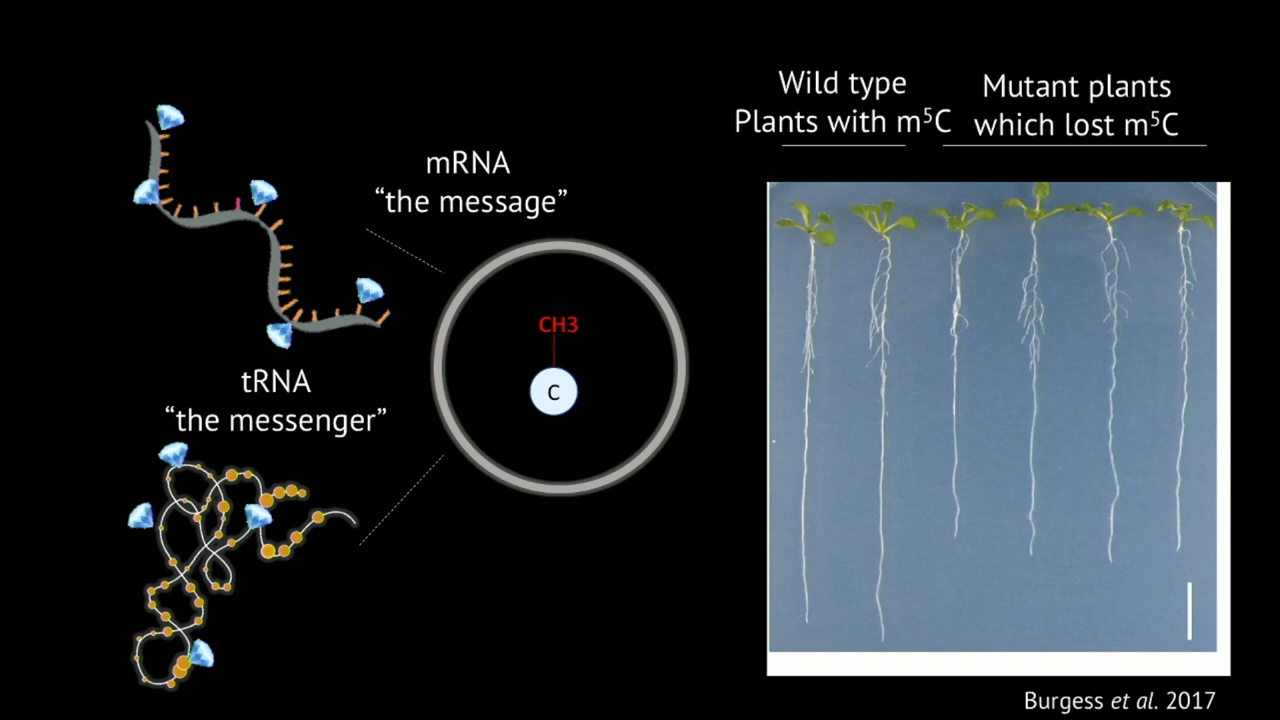 Wild type
Plants with m⁵C
Mutant plants
which lost m⁵C
mRNA
“the message”
CH3
C
tRNA
“the messenger”
Burgess et al. 2017